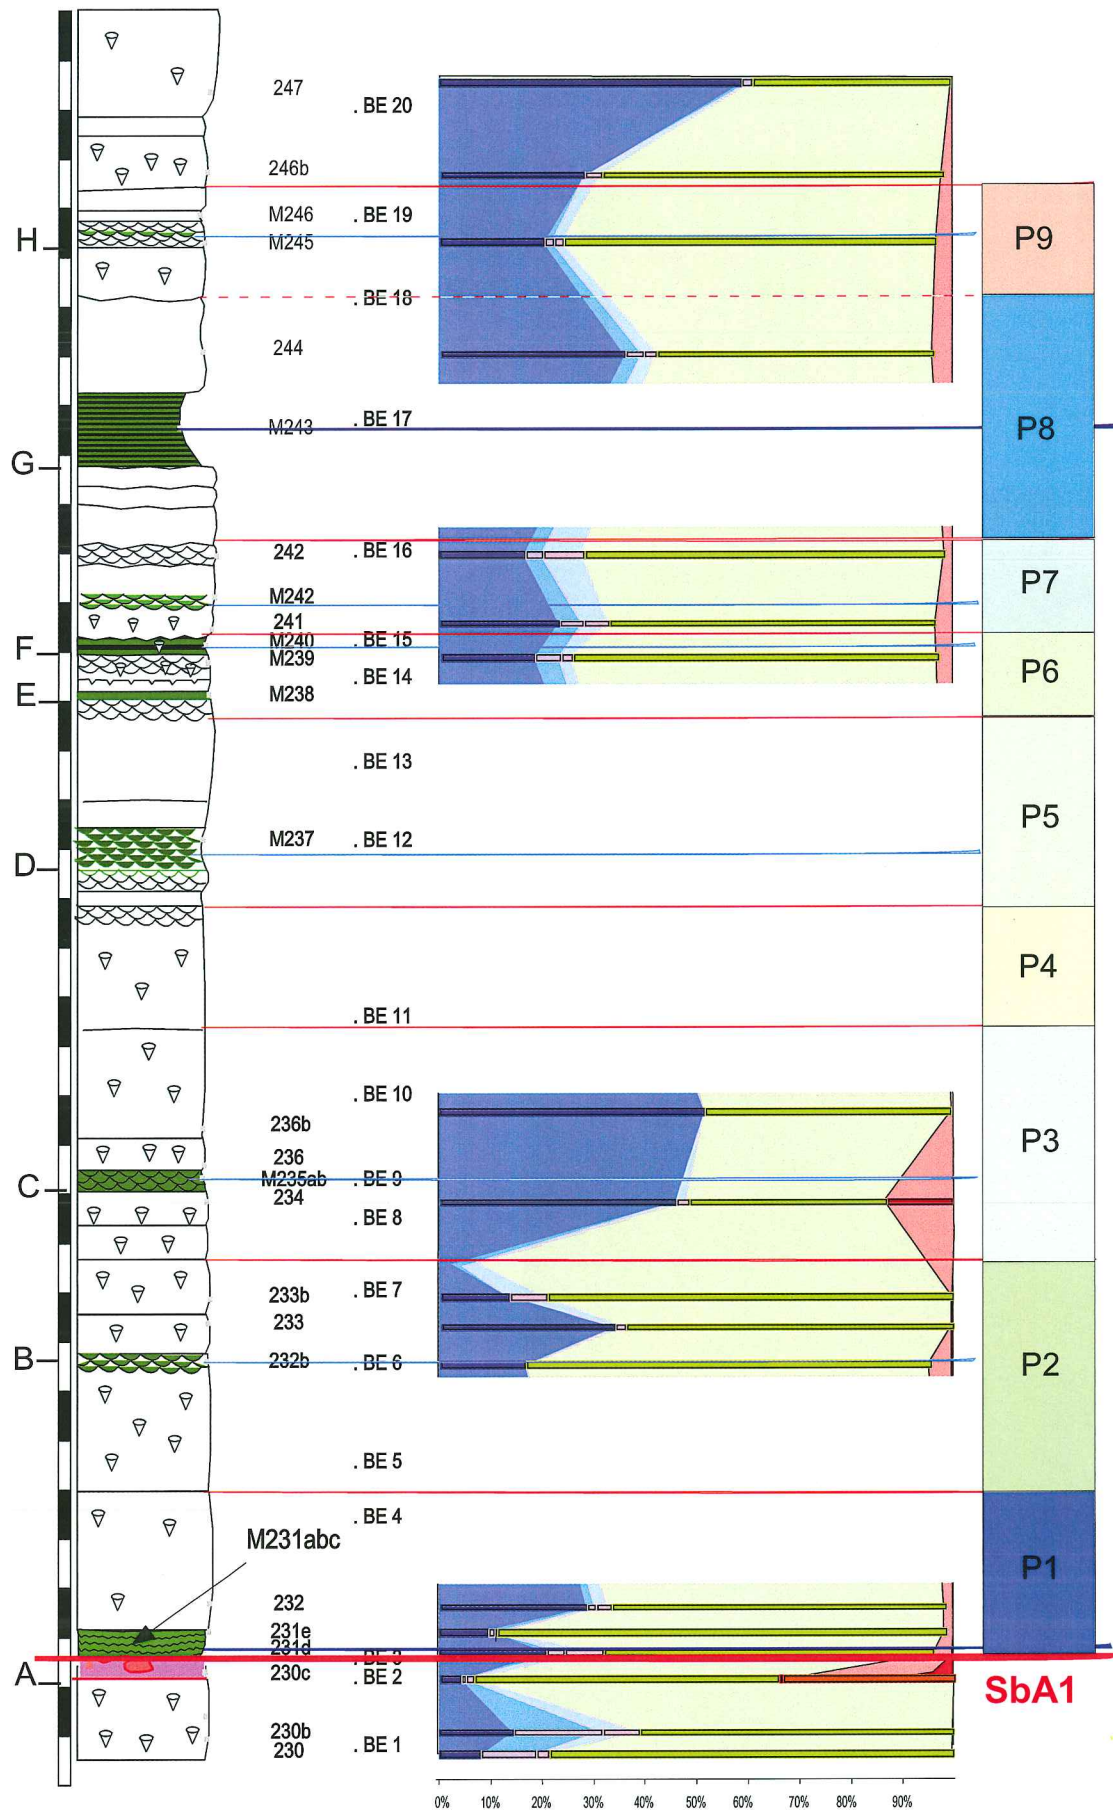 247
. BE 20
246b
M246
. BE 19
P9
H
M245
. BE 18
244
. BE 17
M243
P8
G
242
. BE 16
P7
M242
241
M240
. BE 15
F
M239
. BE 14
P6
E
M238
. BE 13
P5
M237
. BE 12
D
P4
. BE 11
. BE 10
236b
P3
236
M235ab
. BE 9
C
234
. BE 8
. BE 7
233b
233
B
232b
. BE 6
P2
. BE 5
. BE 4
M231abc
P1
232
231e
231d
. BE 3
A
230c
. BE 2
SbA1
230b
. BE 1
230
0% 10% 20% 30% 40% 50% 60% 70% 80% 90%